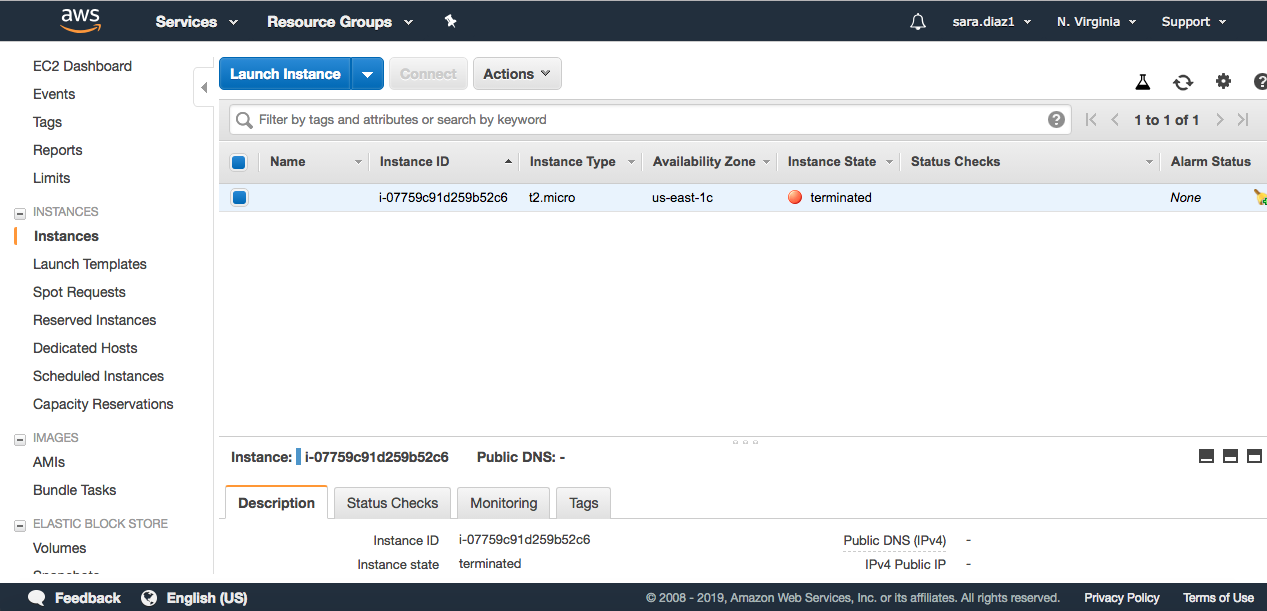 aws Services Resource Groups sara.diaz1 N. Virginia Support
EC2 Dashboard
Events
Tags
Reports
Limits
INSTANCES
Instances
Launch Templates
Spot Requests
Reserved Instances
Dedicated Hosts
Scheduled Instances
Capacity Reservations
IMAGES
AMIs
Bundle Tasks
ELASTIC BLOCK STORE
Volumes
Snapshots
Launch Instance Connect Actions
Filter by tags and attributes or search by keyword ? 1 to 1 of 1
Name Instance ID Instance Type Availability Zone Instance State Status Checks Alarm Status
i-07759c91d259b52c6 t2.micro us-east-1c terminated None
Instance: i-07759c91d259b52c6 Public DNS: -
Description Status Checks Monitoring Tags
Instance ID i-07759c91d259b52c6 Public DNS (IPv4) -
Instance state terminated IPv4 Public IP -
Feedback English (US) © 2008 - 2019, Amazon Web Services, Inc. or its affiliates. All rights reserved. Privacy Policy Terms of Use